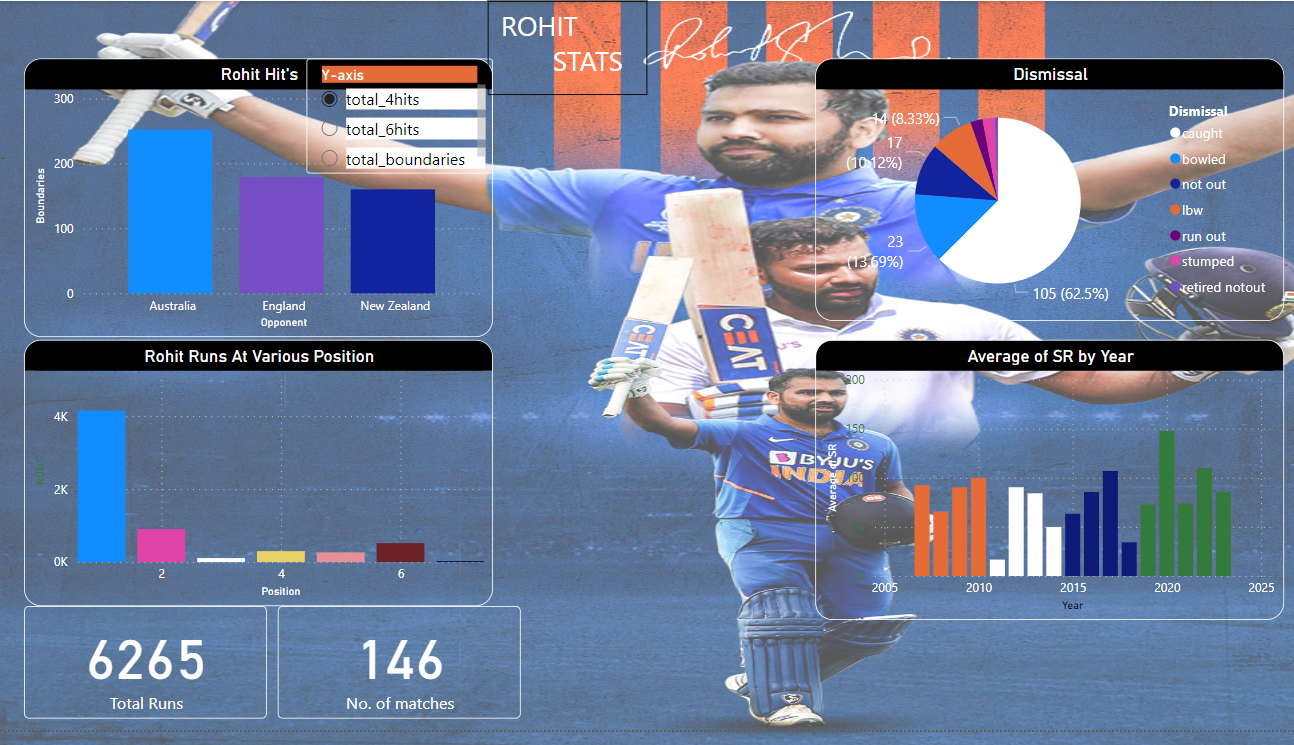 ROHIT
STATS
Rohit Hit's
Y-axis
total_4hits
total_6hits
total_boundaries
300
200
100
0
Boundaries
Australia
England
New Zealand
Opponent
Dismissal
14 (8.33%)
17
(10.12%)
23
(13.69%)
105 (62.5%)
Dismissal
caught
bowled
not out
lbw
run out
stumped
retired notout
CEAT
CEAT
Rohit Runs At Various Position
4K
2K
0K
2
4
6
Position
Average of SR by Year
200
150
Average of SR
2005
2010
2015
2020
2025
Year
BYJU'S
INDIA
6265
Total Runs
146
No. of matches